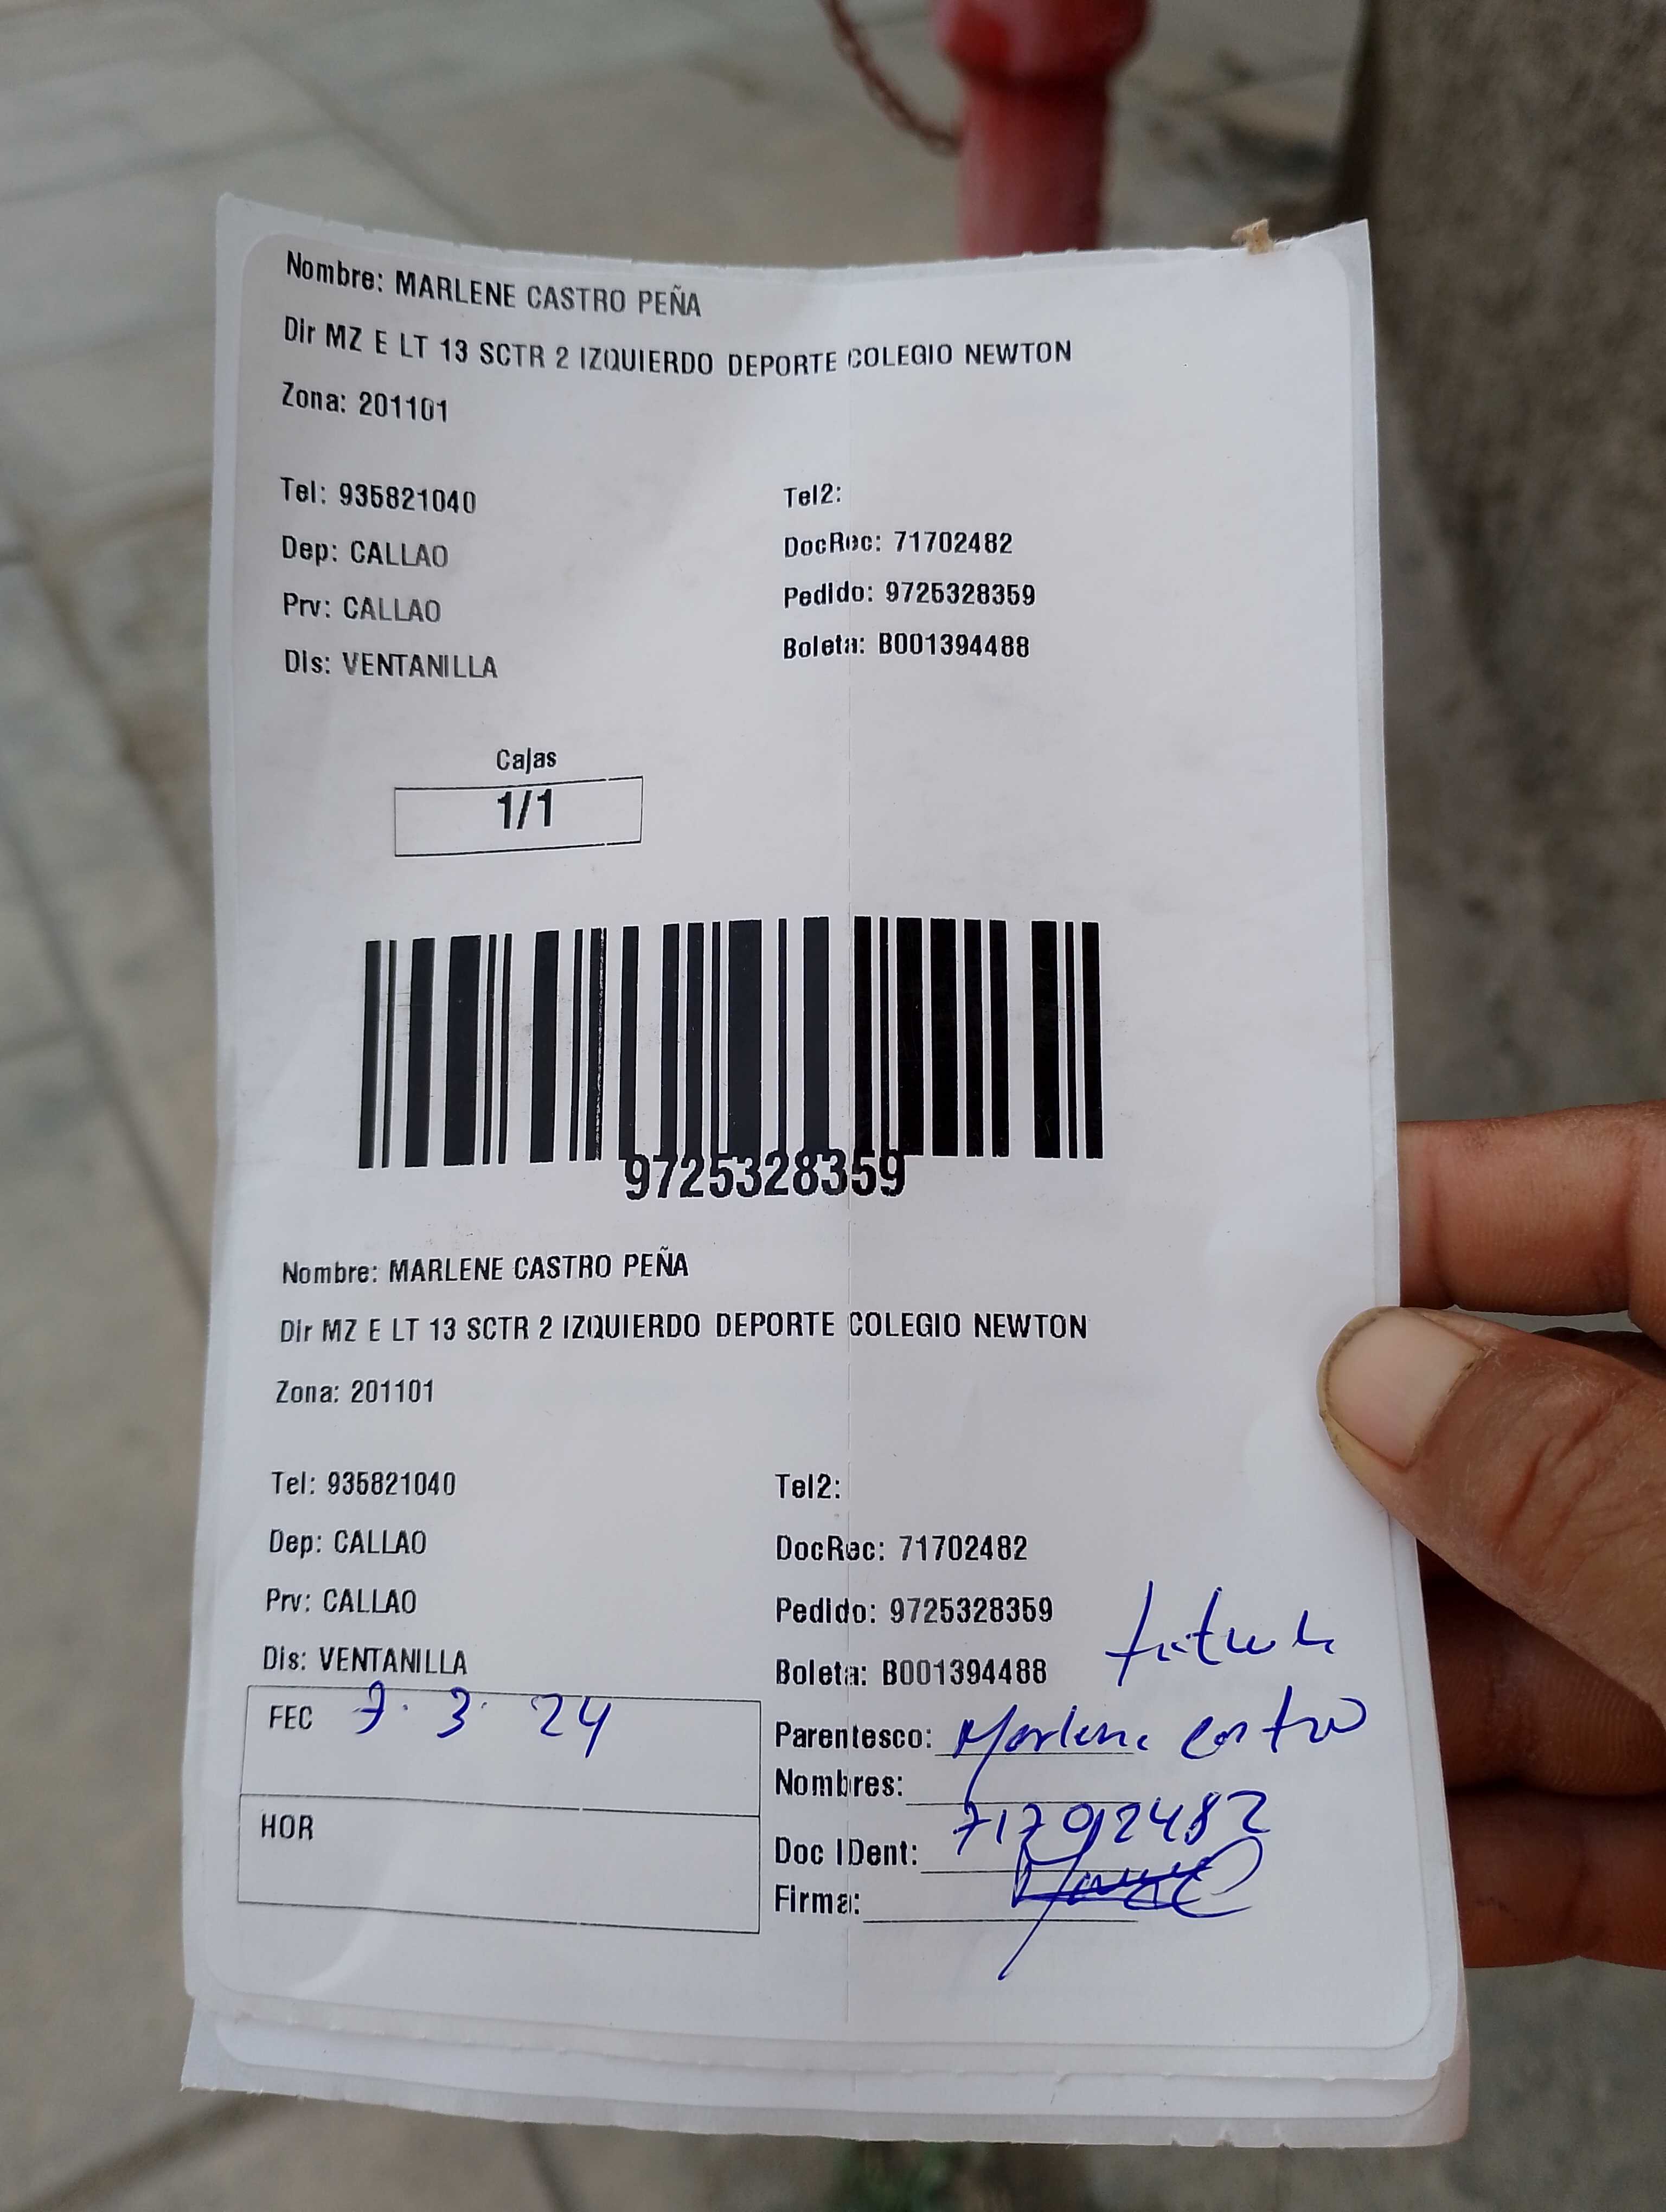 Nombre: MARLENE CASTRO PEÑA
Dir MZ E LT 13 SCTR 2 IZQUIERDO DEPORTE COLEGIO NEWTON
Zona: 201101
Tel: 935821040 Tel2:
Dep: CALLAO DocRec: 71702482
Prv: CALLAO Pedido: 9725328359
Dis: VENTANILLA Boleta: B001394488
Cajas
1/1
9725328359
Nombre: MARLENE CASTRO PEÑA
Dir MZ E LT 13 SCTR 2 IZQUIERDO DEPORTE COLEGIO NEWTON
Zona: 201101
Tel: 935821040 Tel2:
Dep: CALLAO DocRec: 71702482
Prv: CALLAO Pedido: 9725328359
Dis: VENTANILLA Boleta: B001394488
FEC 7. 3. 24
HOR
Parentesco: Marlene Castro
Nombres:
Doc IDent: 71702482
Firma: